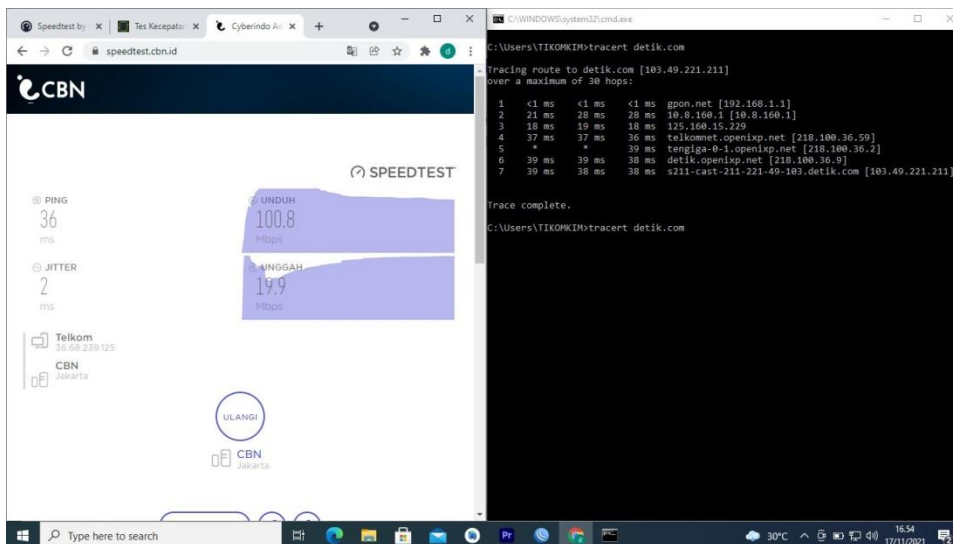 Speedtest by
Tes Kecepatan
Cyberindo Ad
speedtest.cbn.id
d
CBN
SPEEDTEST
PING
36
ms
UNDUH
100.8
Mbps
JITTER
2
ms
UNGGAH
19.9
Mbps
Telkom
36.68.239.125
CBN
Jakarta
ULANGI
CBN
Jakarta
C:\WINDOWS\system32\cmd.exe
C:\Users\TIKOMKIM>tracert detik.com
Tracing route to detik.com [103.49.221.211]
over a maximum of 30 hops:
1 <1 ms <1 ms <1 ms gpon.net [192.168.1.1]
2 21 ms 28 ms 28 ms 10.8.160.1 [10.8.160.1]
3 18 ms 19 ms 18 ms 125.160.15.229
4 37 ms 37 ms 36 ms telkomnet.openixp.net [218.100.36.59]
5 * * 39 ms tengiga-0-1.openixp.net [218.100.36.2]
6 39 ms 39 ms 38 ms detik.openixp.net [218.100.36.9]
7 39 ms 38 ms 38 ms s211-cast-211-221-49-103.detik.com [103.49.221.211]
Trace complete.
C:\Users\TIKOMKIM>tracert detik.com
Type here to search
Pr
30°C
16.54
17/11/2021